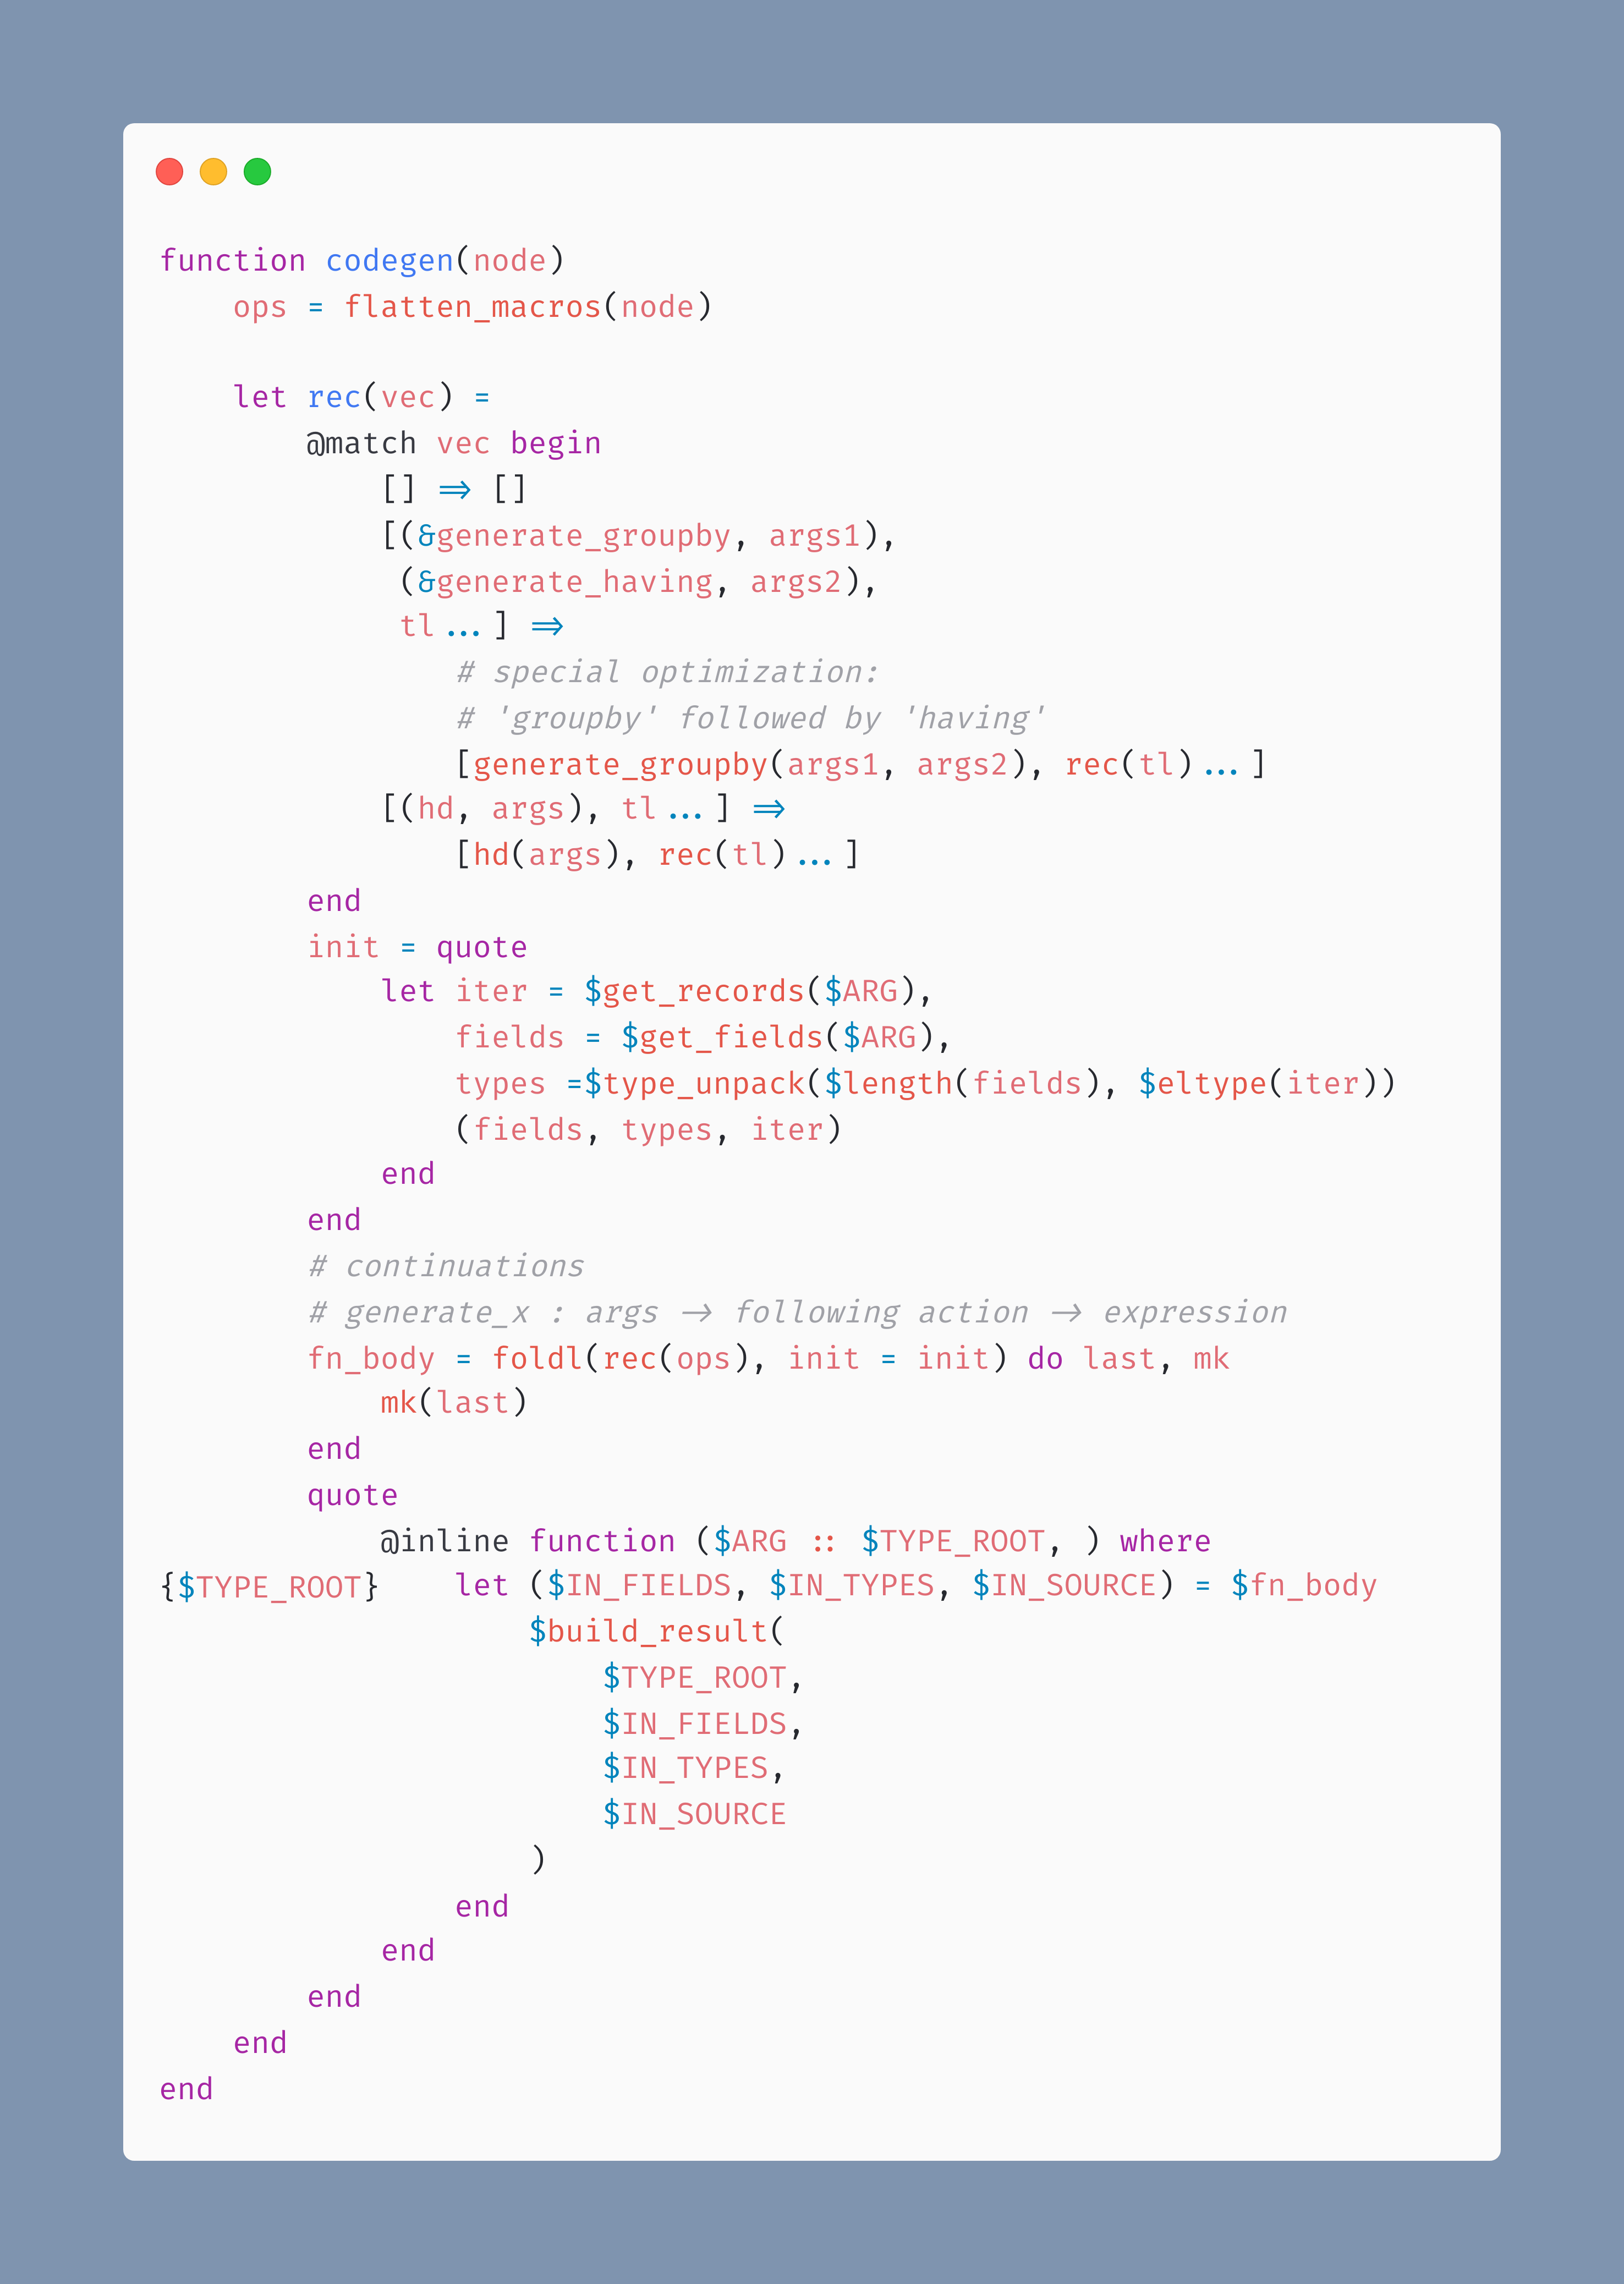 function codegen(node)
    ops = flatten_macros(node)

    let rec(vec) =
        @match vec begin
            [] => []
            [(&generate_groupby, args1),
             (&generate_having, args2),
             tl...] =>
                # special optimization:
                # 'groupby' followed by 'having'
                [generate_groupby(args1, args2), rec(tl)...]
            [(hd, args), tl...] =>
                [hd(args), rec(tl)...]
        end
        init = quote
            let iter = $get_records($ARG),
                fields = $get_fields($ARG),
                types =$type_unpack($length(fields), $eltype(iter))
                (fields, types, iter)
            end
        end
        # continuations
        # generate_x : args -> following action -> expression
        fn_body = foldl(rec(ops), init = init) do last, mk
            mk(last)
        end
        quote
            @inline function ($ARG :: $TYPE_ROOT, ) where
{$TYPE_ROOT}    let ($IN_FIELDS, $IN_TYPES, $IN_SOURCE) = $fn_body
                    $build_result(
                        $TYPE_ROOT,
                        $IN_FIELDS,
                        $IN_TYPES,
                        $IN_SOURCE
                    )
                end
            end
        end
    end
end